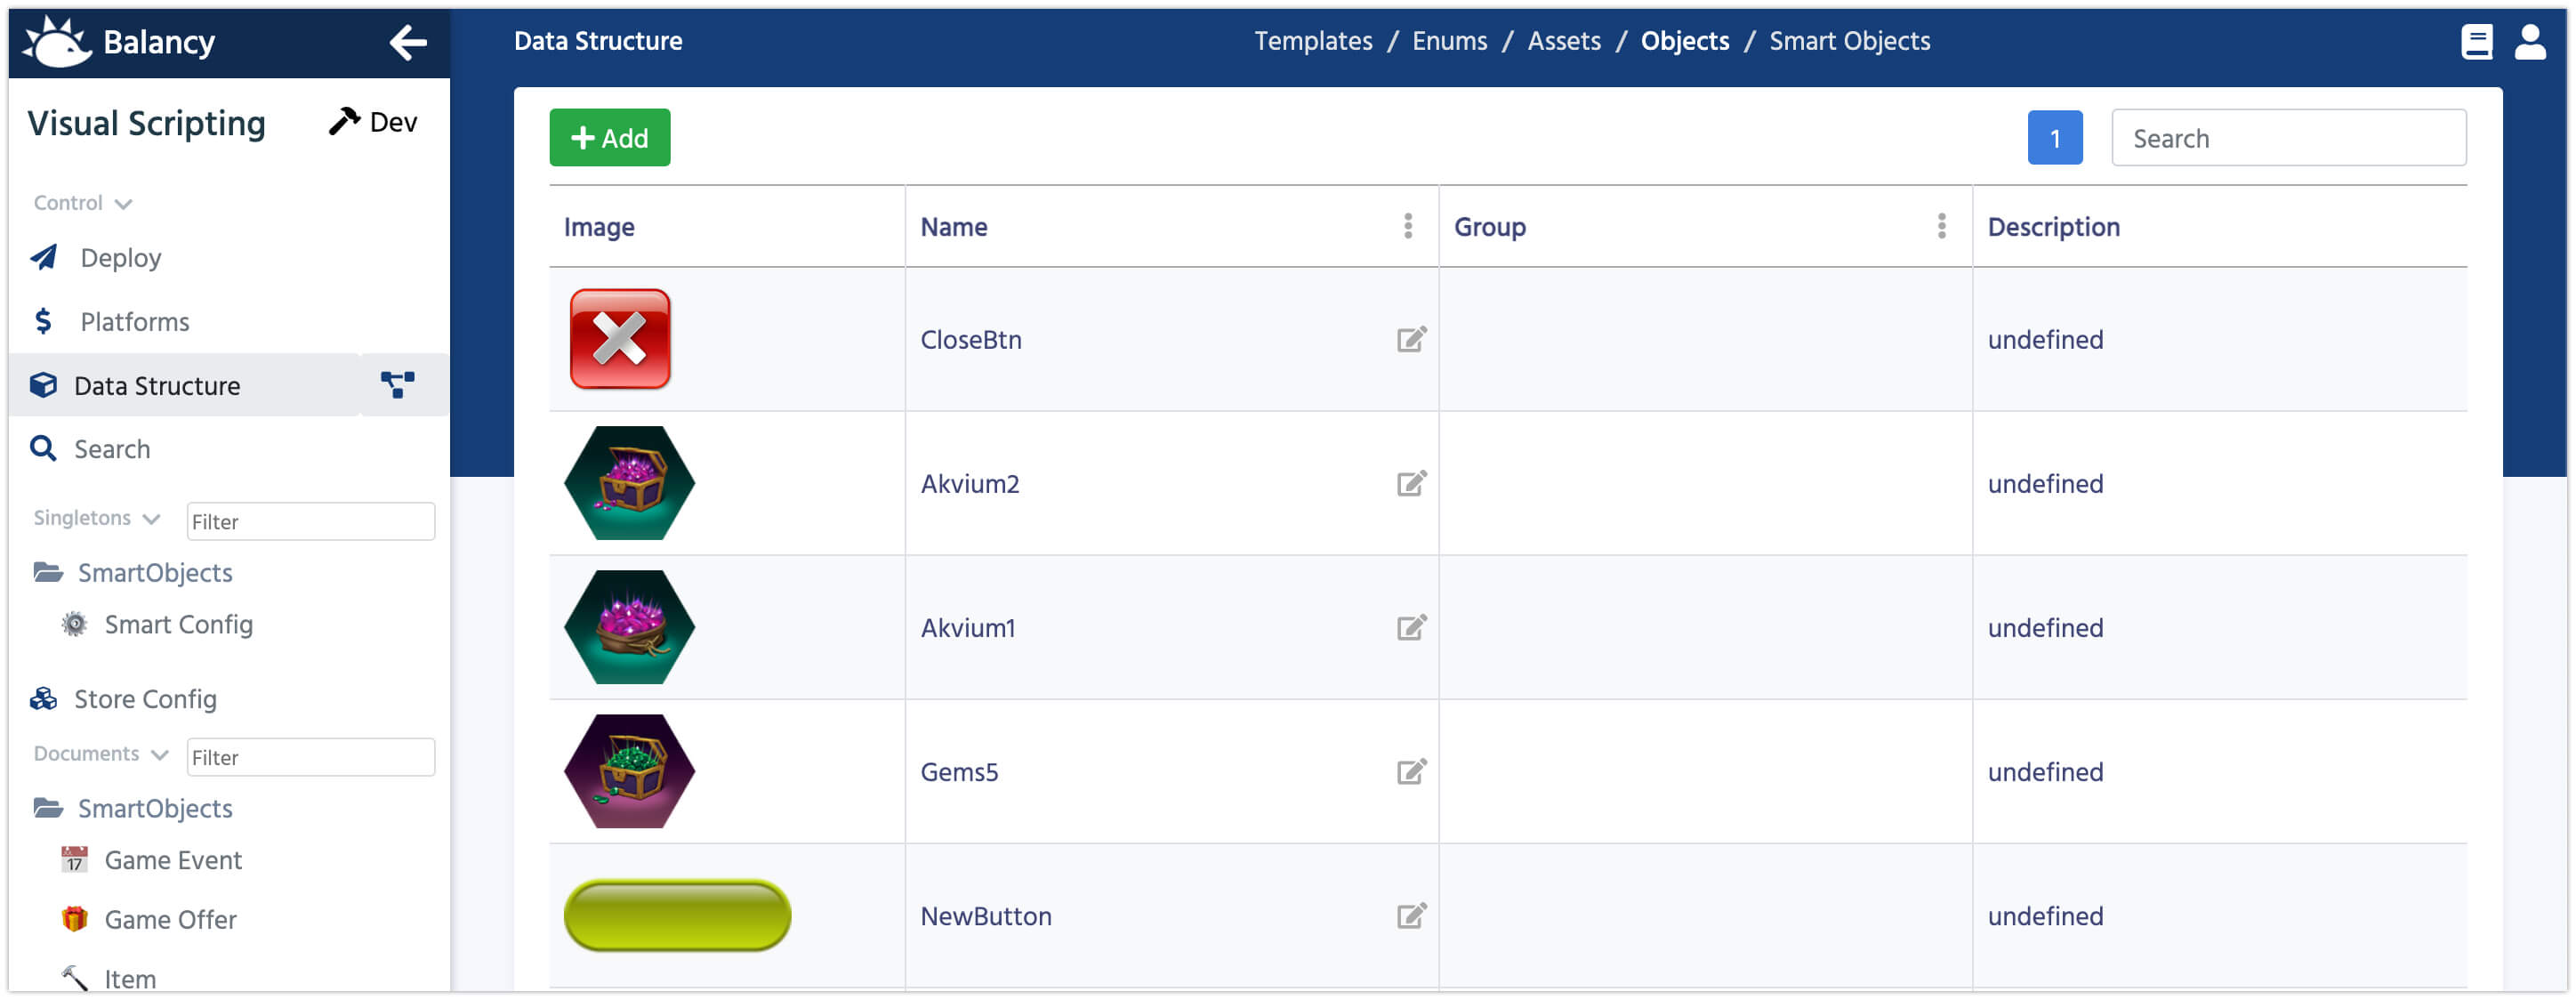 Balancy
Data Structure
Templates / Enums / Assets / Objects / Smart Objects
Visual Scripting
Dev
Control
Deploy
Platforms
Data Structure
Search
Singletons
Filter
SmartObjects
Smart Config
Store Config
Documents
Filter
SmartObjects
17
Game Event
Game Offer
Item
Add
1
Search
Image
Name
Group
Description
CloseBtn
undefined
Akvium2
undefined
Akvium1
undefined
Gems5
undefined
NewButton
undefined